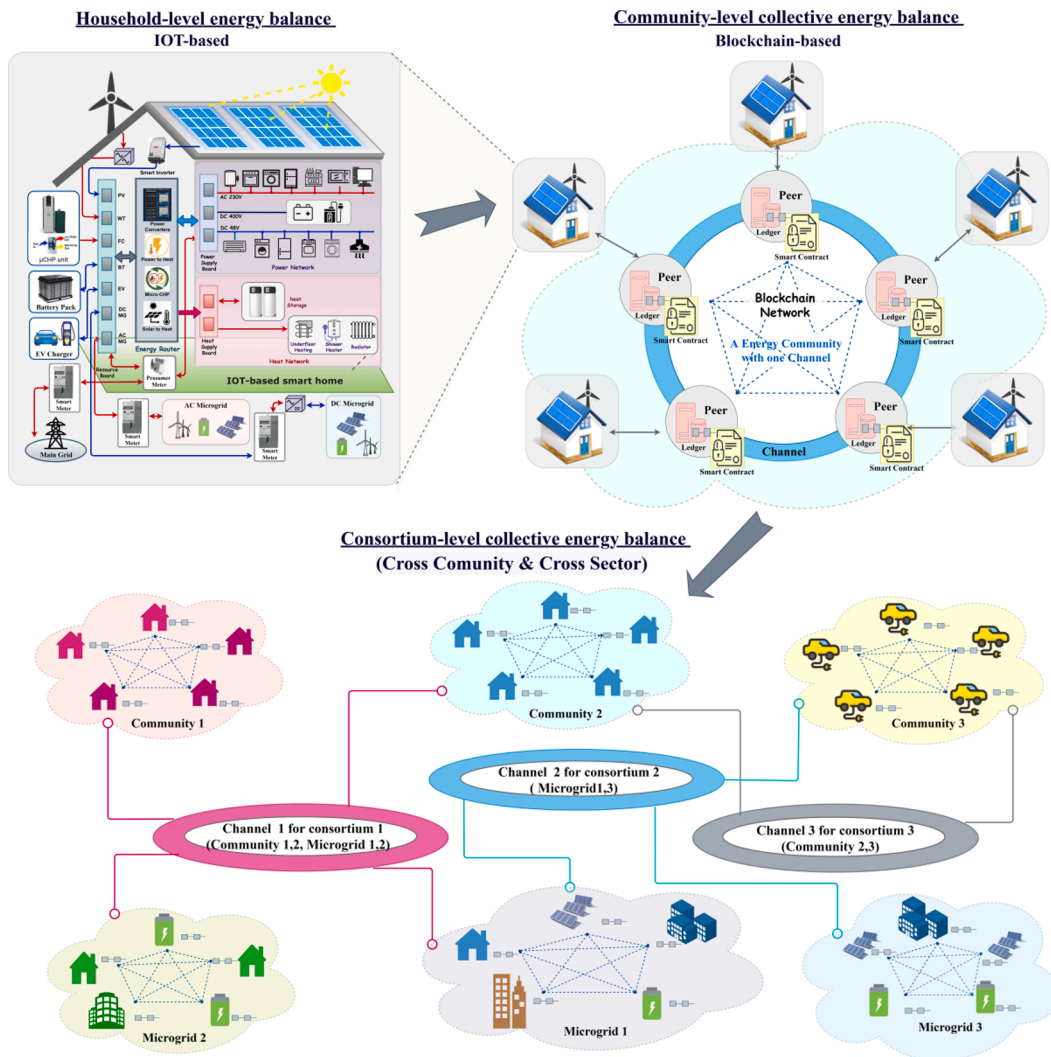 Household-level energy balance
IOT-based
Community-level collective energy balance
Blockchain-based
Smart Inverter
PV
WT
FC
BT
EV
DC
MG
AC
MG
Resource
Board
Power
Converters
Power to Heat
Micro-CHP
Solar to Heat
Energy Router
AC 230V
DC 400V
DC 48V
Power
Supply
Board
Power Network
heat
Storage
Underfloor
Heating
Shower
Heater
Radiator
Heat
Supply
Board
Heat Network
µCHP unit
Battery Pack
EV Charger
Prosumer
Meter
IOT-based smart home
Smart
Meter
Main Grid
Smart
Meter
AC Microgrid
Smart
Meter
DC Microgrid
Peer
Ledger
Smart Contract
Peer
Ledger
Smart Contract
Peer
Ledger
Smart Contract
Peer
Ledger
Smart Contract
Peer
Ledger
Smart Contract
Blockchain
Network
A Energy Community
with one Channel
Channel
Consortium-level collective energy balance
(Cross Comunity & Cross Sector)
Community 1
Community 2
Community 3
Channel 1 for consortium 1
(Community 1,2, Microgrid 1,2)
Channel 2 for consortium 2
( Microgrid1,3)
Channel 3 for consortium 3
(Community 2,3)
Microgrid 2
Microgrid 1
Microgrid 3